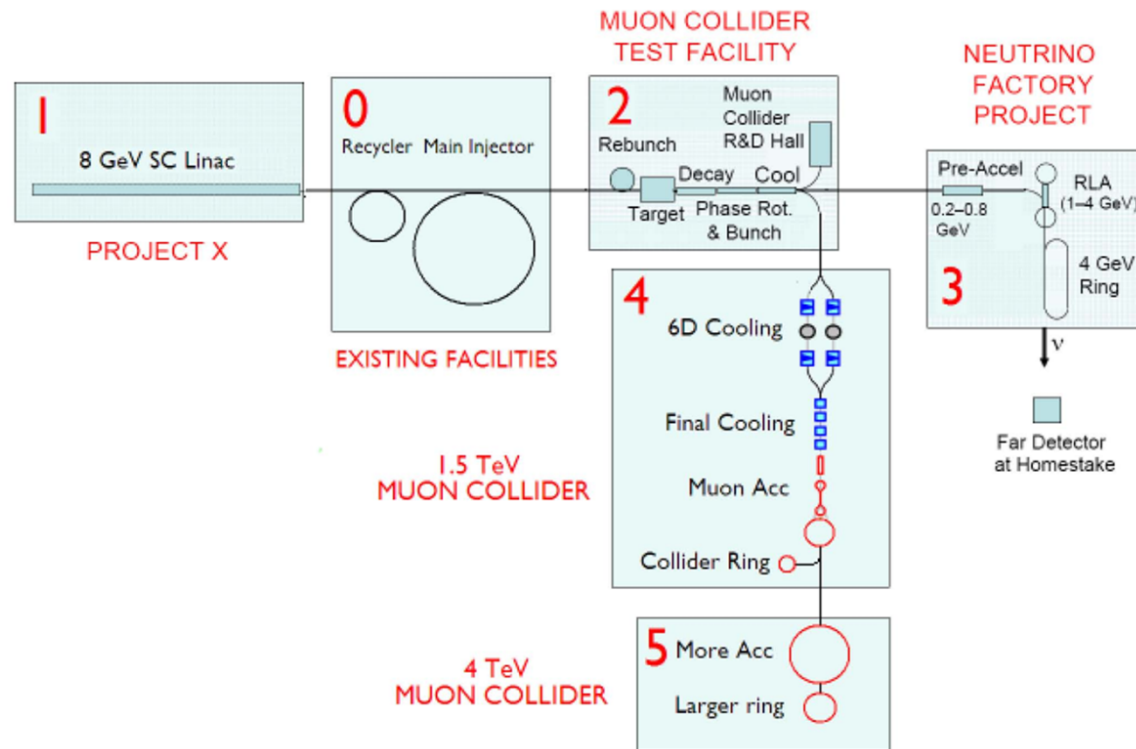 MUON COLLIDER
TEST FACILITY
NEUTRINO
FACTORY
PROJECT
1
8 GeV SC Linac
PROJECT X
0
Recycler Main Injector
EXISTING FACILITIES
2
Muon
Collider
R&D Hall
Rebunch
Decay
Cool
Target
Phase Rot.
& Bunch
Pre-Accel
0.2–0.8
GeV
RLA
(1–4 GeV)
4 GeV
Ring
3
ν
Far Detector
at Homestake
4
6D Cooling
Final Cooling
1.5 TeV
MUON COLLIDER
Muon Acc
Collider Ring
5
More Acc
4 TeV
MUON COLLIDER
Larger ring